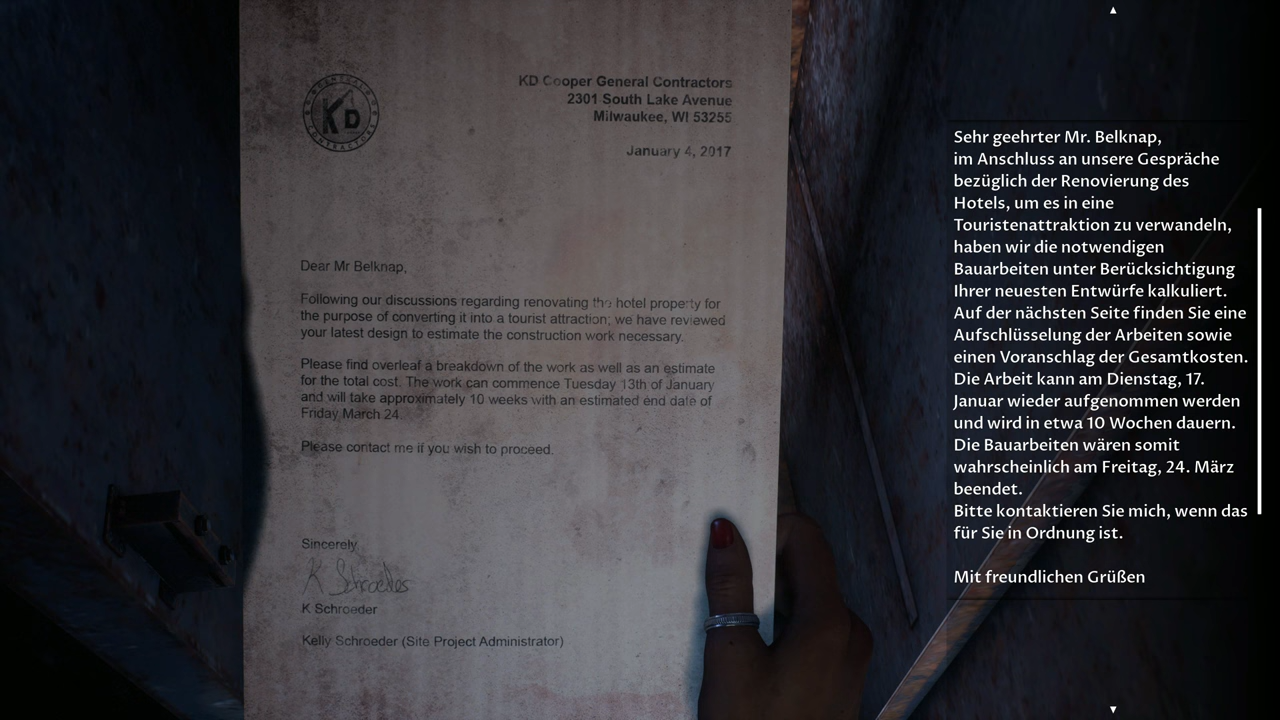 KD
KD Cooper General Contractors
2301 South Lake Avenue
Milwaukee, WI 53255
January 4, 2017
Dear Mr Belknap,
Following our discussions regarding renovating the hotel property for
the purpose of converting it into a tourist attraction; we have reviewed
your latest design to estimate the construction work necessary.
Please find overleaf a breakdown of the work as well as an estimate
for the total cost. The work can commence Tuesday 13th of January
and will take approximately 10 weeks with an estimated end date of
Friday March 24.
Please contact me if you wish to proceed.
Sincerely
K Schroeder
K Schroeder
Kelly Schroeder (Site Project Administrator)
Sehr geehrter Mr. Belknap,
im Anschluss an unsere Gespräche
bezüglich der Renovierung des
Hotels, um es in eine
Touristenattraktion zu verwandeln,
haben wir die notwendigen
Bauarbeiten unter Berücksichtigung
Ihrer neuesten Entwürfe kalkuliert.
Auf der nächsten Seite finden Sie eine
Aufschlüsselung der Arbeiten sowie
einen Voranschlag der Gesamtkosten.
Die Arbeit kann am Dienstag, 17.
Januar wieder aufgenommen werden
und wird in etwa 10 Wochen dauern.
Die Bauarbeiten wären somit
wahrscheinlich am Freitag, 24. März
beendet.
Bitte kontaktieren Sie mich, wenn das
für Sie in Ordnung ist.
Mit freundlichen Grüßen